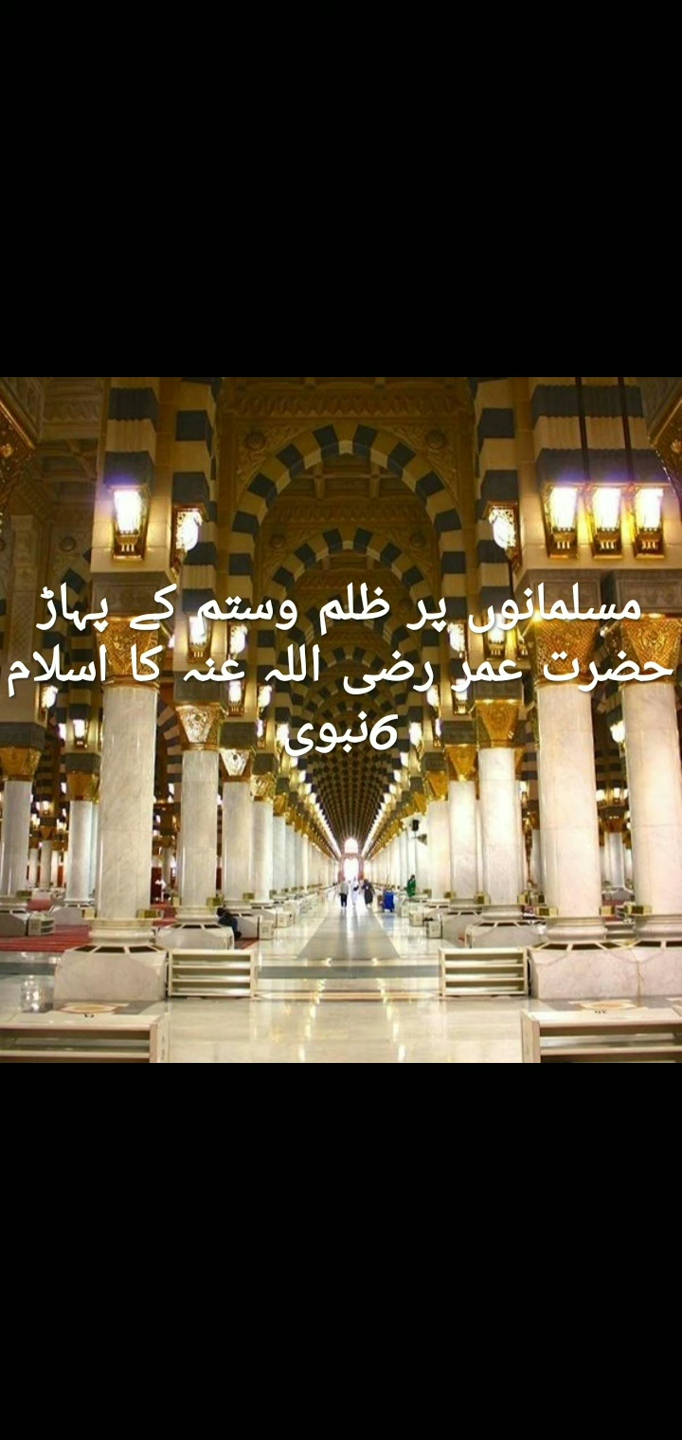 مسلمانوں پر ظلم وستم کے پہاڑ
حضرت عمر رضی اللہ عنہ کا اسلام
6نبوی